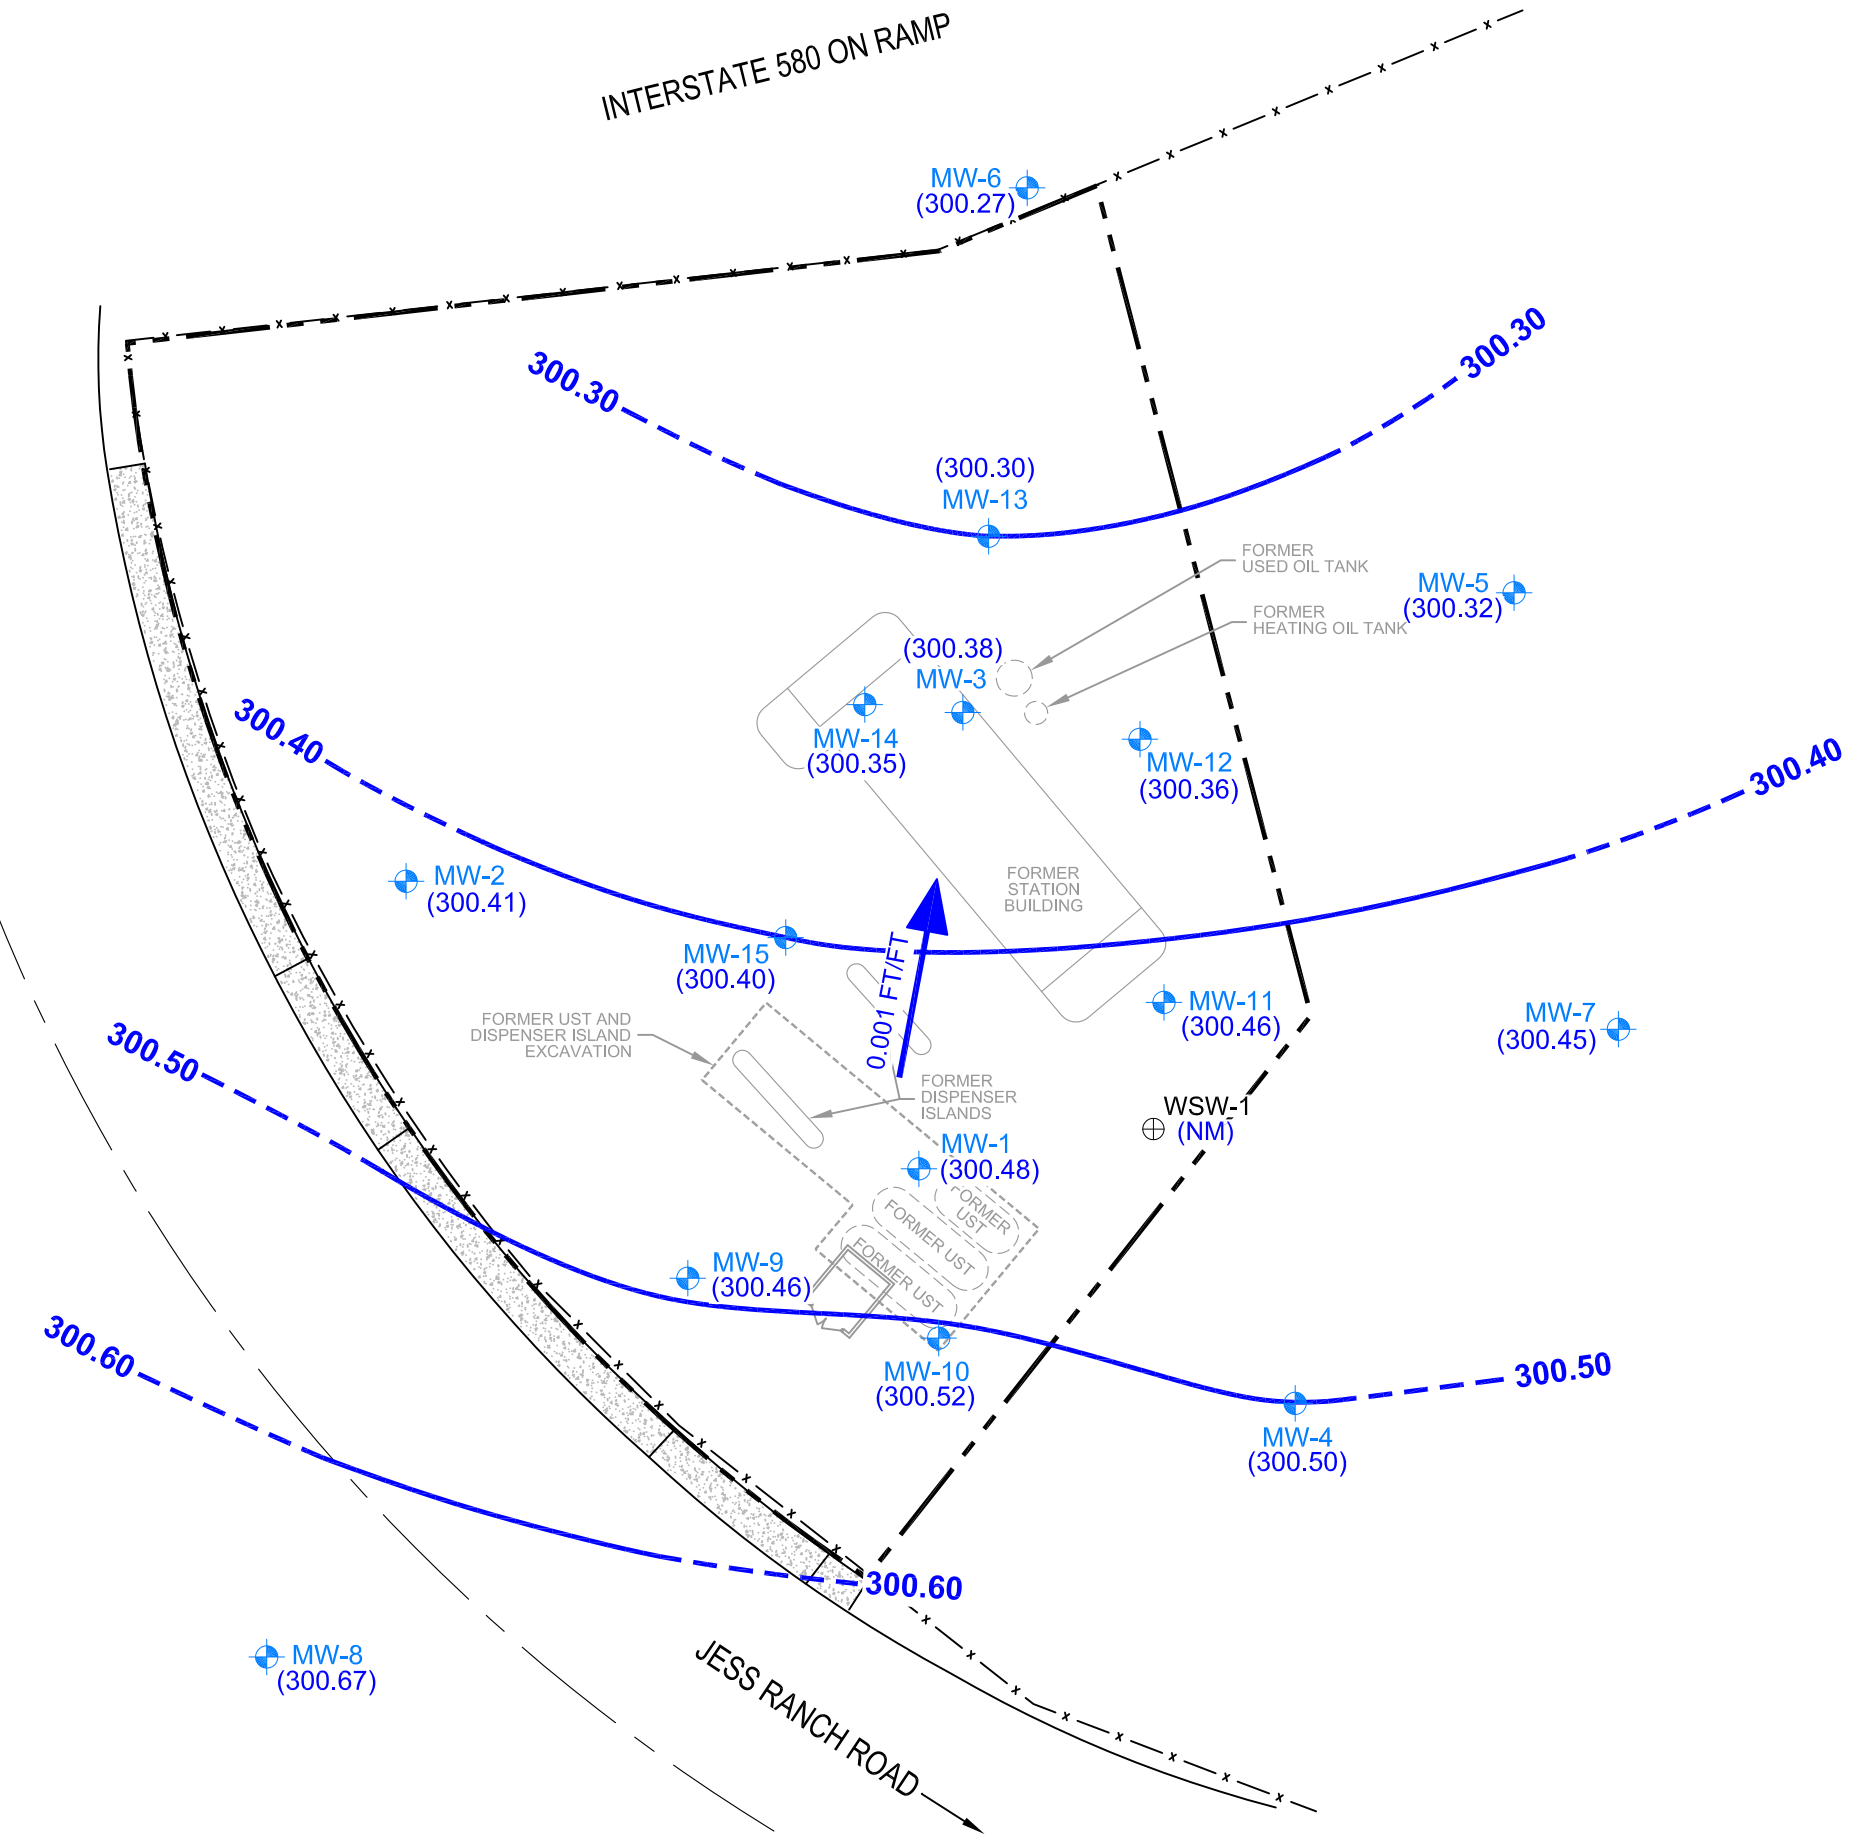 INTERSTATE 580 ON RAMP
MW-6
(300.27)
300.30
300.30
(300.30)
MW-13
FORMER
USED OIL TANK
MW-5
(300.32)
FORMER
HEATING OIL TANK
(300.38)
MW-3
MW-14
(300.35)
MW-12
(300.36)
300.40
300.40
MW-2
(300.41)
FORMER
STATION
BUILDING
MW-15
(300.40)
0.001 FT/FT
MW-11
(300.46)
MW-7
(300.45)
FORMER UST AND
DISPENSER ISLAND
EXCAVATION
300.50
FORMER
DISPENSER
ISLANDS
WSW-1
(NM)
MW-1
(300.48)
FORMER
UST
FORMER UST
FORMER UST
MW-9
(300.46)
300.60
MW-10
(300.52)
300.50
MW-4
(300.50)
300.60
MW-8
(300.67)
JESS RANCH ROAD